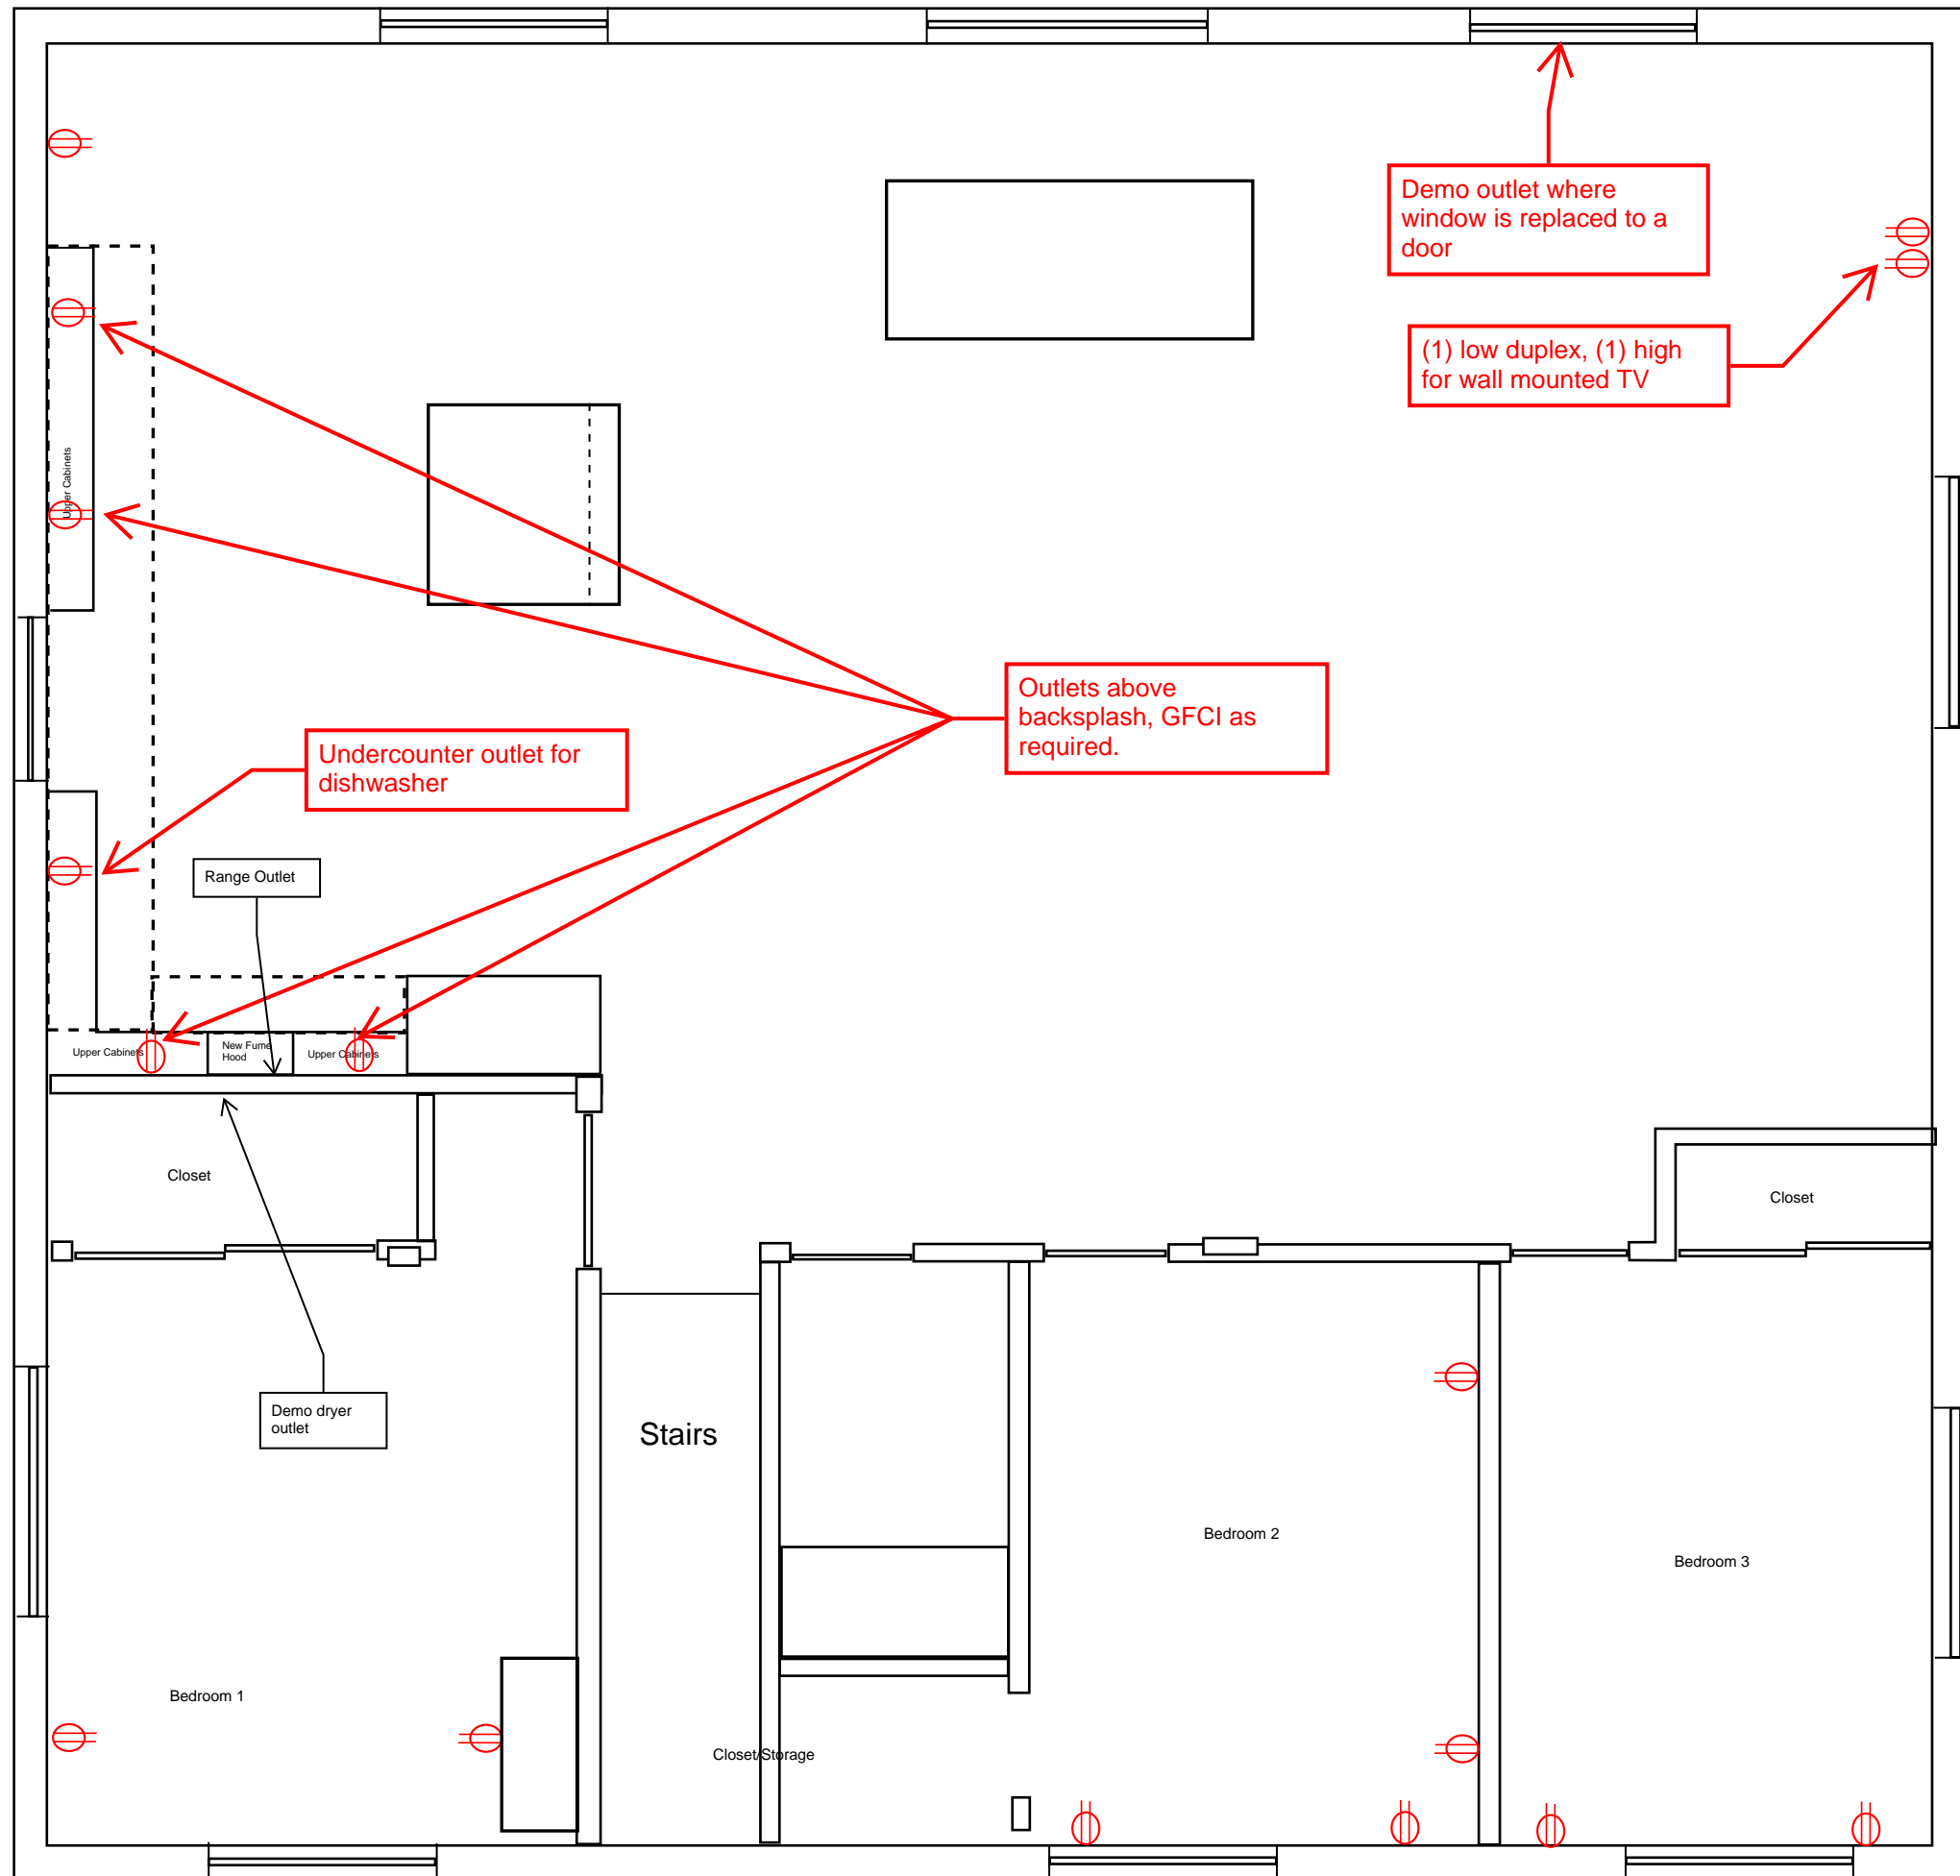 Demo outlet where
window is replaced to a
door
(1) low duplex, (1) high
for wall mounted TV
Upper Cabinets
Outlets above
backsplash, GFCI as
required.
Undercounter outlet for
dishwasher
Range Outlet
Upper Cabinets
New Fume
Hood
Upper Cabinets
Closet
Closet
Demo dryer
outlet
Stairs
Bedroom 2
Bedroom 3
Bedroom 1
Closet/Storage